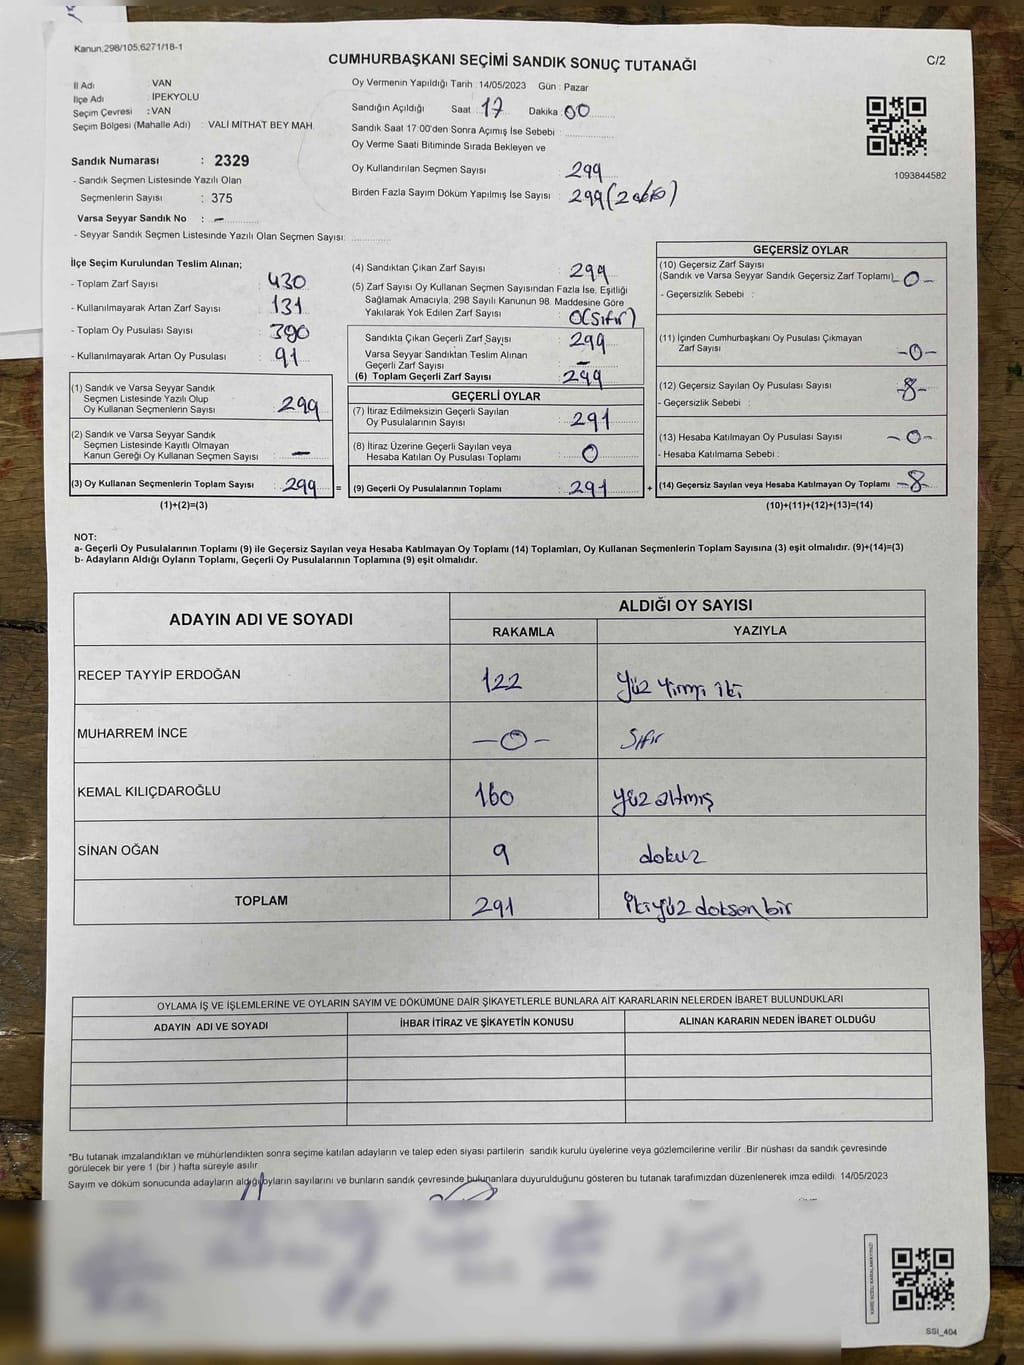 Kanun.298/105,6271/18-1
CUMHURBAŞKANI SEÇİMİ SANDIK SONUÇ TUTANAĞI
C/2
İl Adı : VAN
İlçe Adı : İPEKYOLU
Seçim Çevresi : VAN
Seçim Bölgesi (Mahalle Adı) : VALİ MİTHAT BEY MAH.
Sandık Numarası : 2329
- Sandık Seçmen Listesinde Yazılı Olan
Seçmenlerin Sayısı : 375
Varsa Seyyar Sandık No : -
- Seyyar Sandık Seçmen Listesinde Yazılı Olan Seçmen Sayısı:
Oy Vermenin Yapıldığı Tarih : 14/05/2023 Gün : Pazar
Sandığın Açıldığı Saat : 17 Dakika : 00
Sandık Saat 17:00'den Sonra Açımış İse Sebebi :
Oy Verme Saati Bitiminde Sırada Bekleyen ve
Oy Kullandırılan Seçmen Sayısı : 299
Birden Fazla Sayım Döküm Yapılmış İse Sayısı : 299 (2
1093844582
İlçe Seçim Kurulundan Teslim Alınan;
- Toplam Zarf Sayısı : 430
- Kullanılmayarak Artan Zarf Sayısı : 131
- Toplam Oy Pusulası Sayısı : 390
- Kullanılmayarak Artan Oy Pusulası : 91
(1) Sandık ve Varsa Seyyar Sandık
Seçmen Listesinde Yazılı Olup
Oy Kullanan Seçmenlerin Sayısı : 299
(2) Sandık ve Varsa Seyyar Sandık
Seçmen Listesinde Kayıtlı Olmayan
Kanun Gereği Oy Kullanan Seçmen Sayısı : -
(3) Oy Kullanan Seçmenlerin Toplam Sayısı : 299 =
(1)+(2)=(3)
(4) Sandıktan Çıkan Zarf Sayısı : 299
(5) Zarf Sayısı Oy Kullanan Seçmen Sayısından Fazla İse, Eşitliği
Sağlamak Amacıyla, 298 Sayılı Kanunun 98. Maddesine Göre
Yakılarak Yok Edilen Zarf Sayısı : 0(sıfır)
Sandıkta Çıkan Geçerli Zarf Sayısı : 299
Varsa Seyyar Sandıktan Teslim Alınan
Geçerli Zarf Sayısı : -
(6) Toplam Geçerli Zarf Sayısı : 299
GEÇERLİ OYLAR
(7) İtiraz Edilmeksizin Geçerli Sayılan
Oy Pusulalarının Sayısı : 291
(8) İtiraz Üzerine Geçerli Sayılan veya
Hesaba Katılan Oy Pusulası Toplamı : 0
(9) Geçerli Oy Pusulalarının Toplamı : 291 +
GEÇERSİZ OYLAR
(10) Geçersiz Zarf Sayısı
(Sandık ve Varsa Seyyar Sandık Geçersiz Zarf Toplamı) -0-
- Geçersizlik Sebebi :
(11) İçinden Cumhurbaşkanı Oy Pusulası Çıkmayan
Zarf Sayısı -0-
(12) Geçersiz Sayılan Oy Pusulası Sayısı -8-
- Geçersizlik Sebebi :
(13) Hesaba Katılmayan Oy Pusulası Sayısı -0-
- Hesaba Katılmama Sebebi :
(14) Geçersiz Sayılan veya Hesaba Katılmayan Oy Toplamı -8
(10)+(11)+(12)+(13)=(14)
NOT:
a- Geçerli Oy Pusulalarının Toplamı (9) ile Geçersiz Sayılan veya Hesaba Katılmayan Oy Toplamı (14) Toplamları, Oy Kullanan Seçmenlerin Toplam Sayısına (3) eşit olmalıdır. (9)+(14)=(3)
b- Adayların Aldığı Oyların Toplamı, Geçerli Oy Pusulalarının Toplamına (9) eşit olmalıdır.
ADAYIN ADI VE SOYADI ALDIĞI OY SAYISI
RAKAMLA YAZIYLA
RECEP TAYYİP ERDOĞAN 122 Yüz Yirmi iki
MUHARREM İNCE -0- Sıfır
KEMAL KILIÇDAROĞLU 160 yüz altmış
SİNAN OĞAN 9 dokuz
TOPLAM 291 ikiyüz doksan bir
OYLAMA İŞ VE İŞLEMLERİNE VE OYLARIN SAYIM VE DÖKÜMÜNE DAİR ŞİKAYETLERLE BUNLARA AİT KARARLARIN NELERDEN İBARET BULUNDUKLARI
ADAYIN ADI VE SOYADI İHBAR İTİRAZ VE ŞİKAYETİN KONUSU ALINAN KARARIN NEDEN İBARET OLDUĞU
*Bu tutanak imzalandıktan ve mühürlendikten sonra seçime katılan adayların ve talep eden siyasi partilerin sandık kurulu üyelerine veya gözlemcilerine verilir .Bir nüshası da sandık çevresinde
görülecek bir yere 1 (bir ) hafta süreyle asılır
Sayım ve döküm sonucunda adayların aldığı oyların sayılarını ve bunların sandık çevresinde bulunanlara duyurulduğunu gösteren bu tutanak tarafımızdan düzenlenerek imza edildi. 14/05/2023
SSI_404